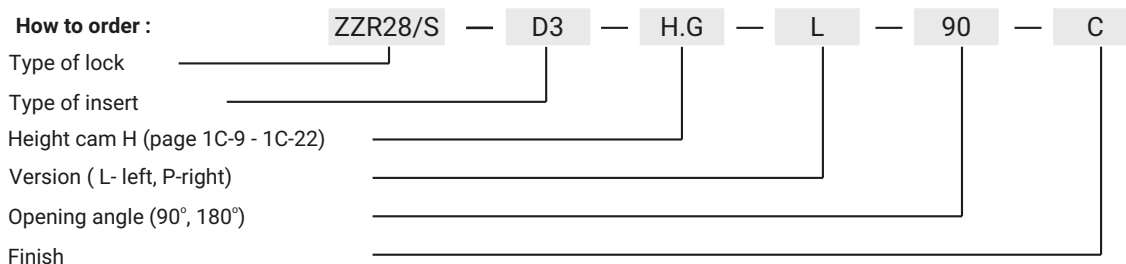 How to order : ZZR28/S — D3 — H.G — L — 90 — C
Type of lock
Type of insert
Height cam H (page 1C-9 - 1C-22)
Version ( L- left, P-right)
Opening angle (90°, 180°)
Finish